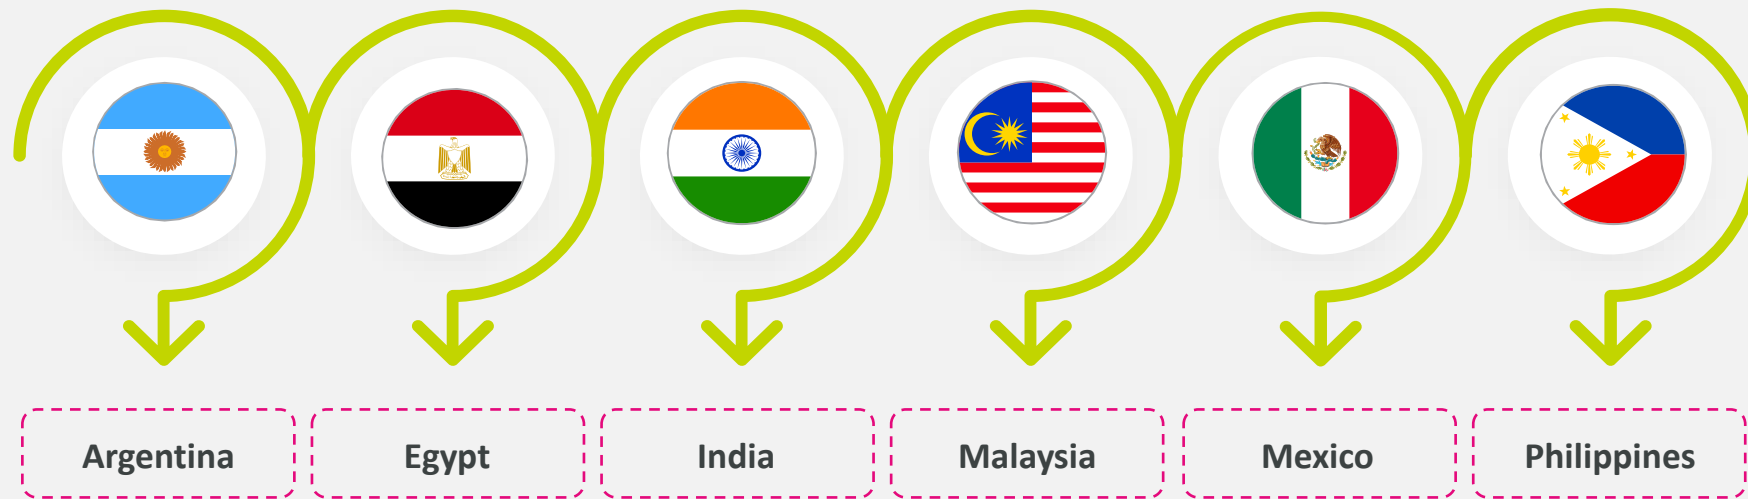 Argentina
Egypt
India
Malaysia
Mexico
Philippines